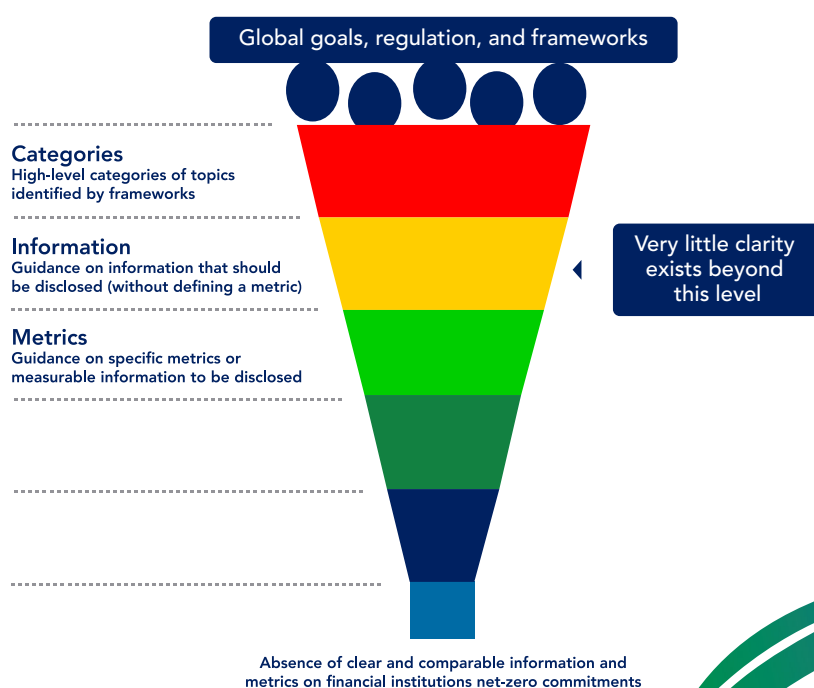 Global goals, regulation, and frameworks
Categories
High-level categories of topics
identified by frameworks
Information
Guidance on information that should
be disclosed (without defining a metric)
Very little clarity
exists beyond
this level
Metrics
Guidance on specific metrics or
measurable information to be disclosed
Absence of clear and comparable information and
metrics on financial institutions net-zero commitments